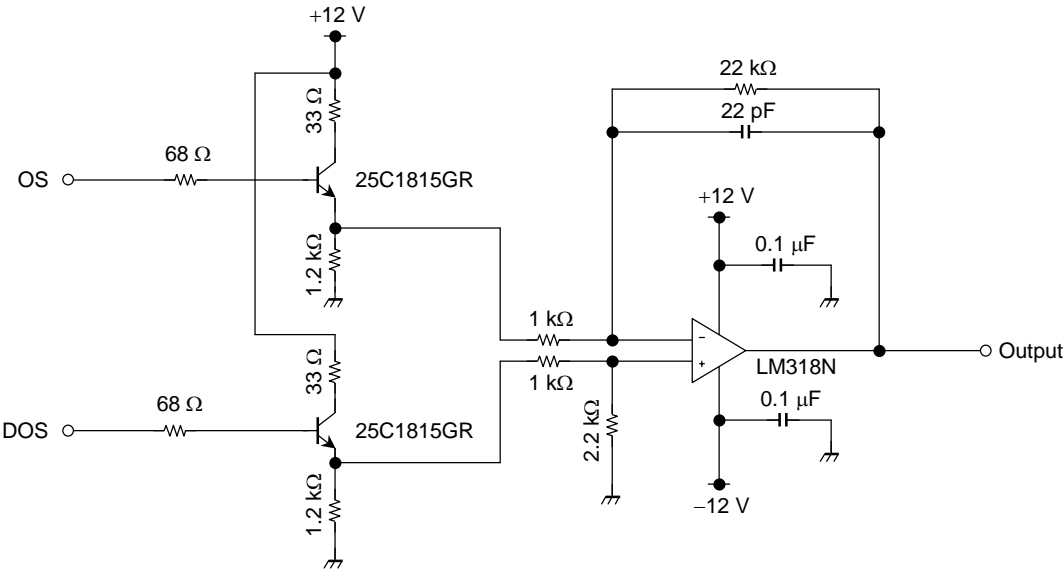 +12 V
33 Ω
68 Ω
OS
25C1815GR
1.2 kΩ
22 kΩ
22 pF
+12 V
0.1 μF
1 kΩ
−
+
1 kΩ
LM318N
Output
33 Ω
68 Ω
DOS
25C1815GR
2.2 kΩ
0.1 μF
1.2 kΩ
−12 V